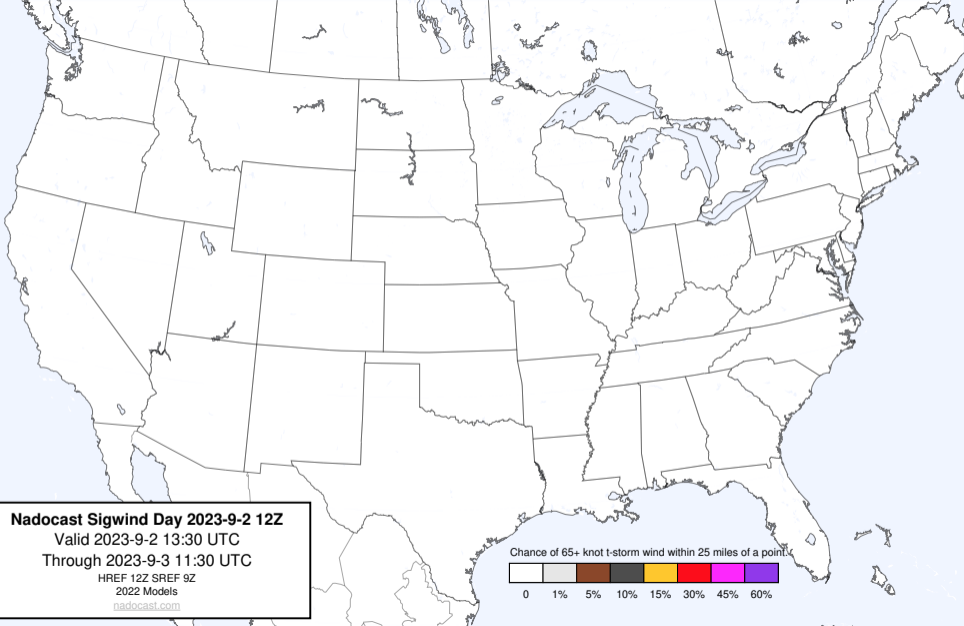 Nadocast Sigwind Day 2023-9-2 12Z
Valid 2023-9-2 13:30 UTC
Through 2023-9-3 11:30 UTC
HREF 12Z SREF 9Z
2022 Models
nadocast.com
Chance of 65+ knot t-storm wind within 25 miles of a point.
0 1% 5% 10% 15% 30% 45% 60%